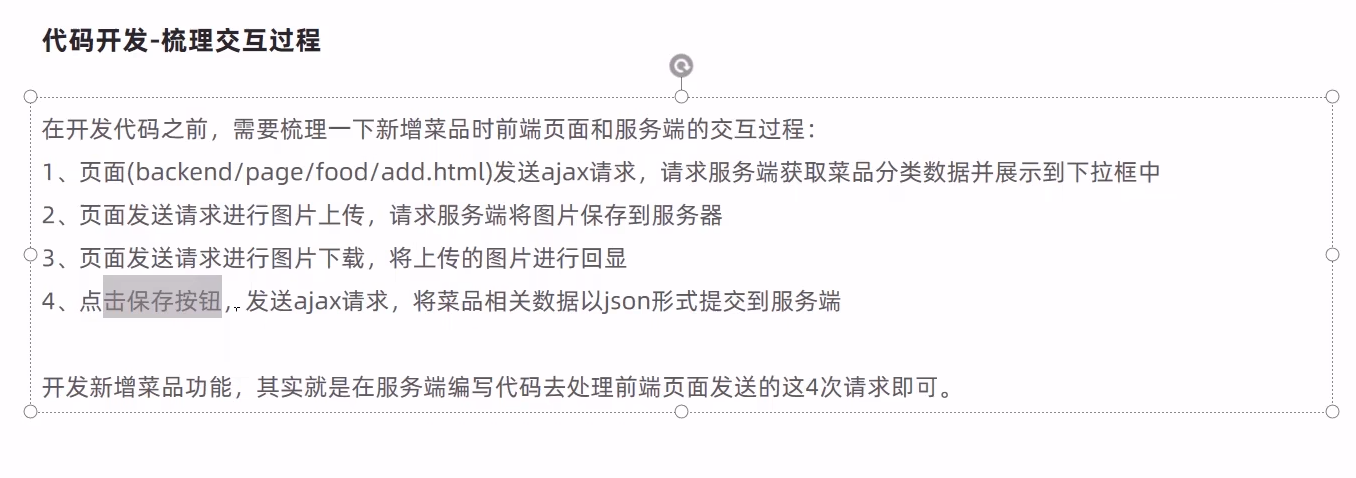 代码开发-梳理交互过程
在开发代码之前，需要梳理一下新增菜品时前端页面和服务端的交互过程：
1、页面(backend/page/food/add.html)发送ajax请求，请求服务端获取菜品分类数据并展示到下拉框中
2、页面发送请求进行图片上传，请求服务端将图片保存到服务器
3、页面发送请求进行图片下载，将上传的图片进行回显
4、点击保存按钮，发送ajax请求，将菜品相关数据以json形式提交到服务端
开发新增菜品功能，其实就是在服务端编写代码去处理前端页面发送的这4次请求即可。